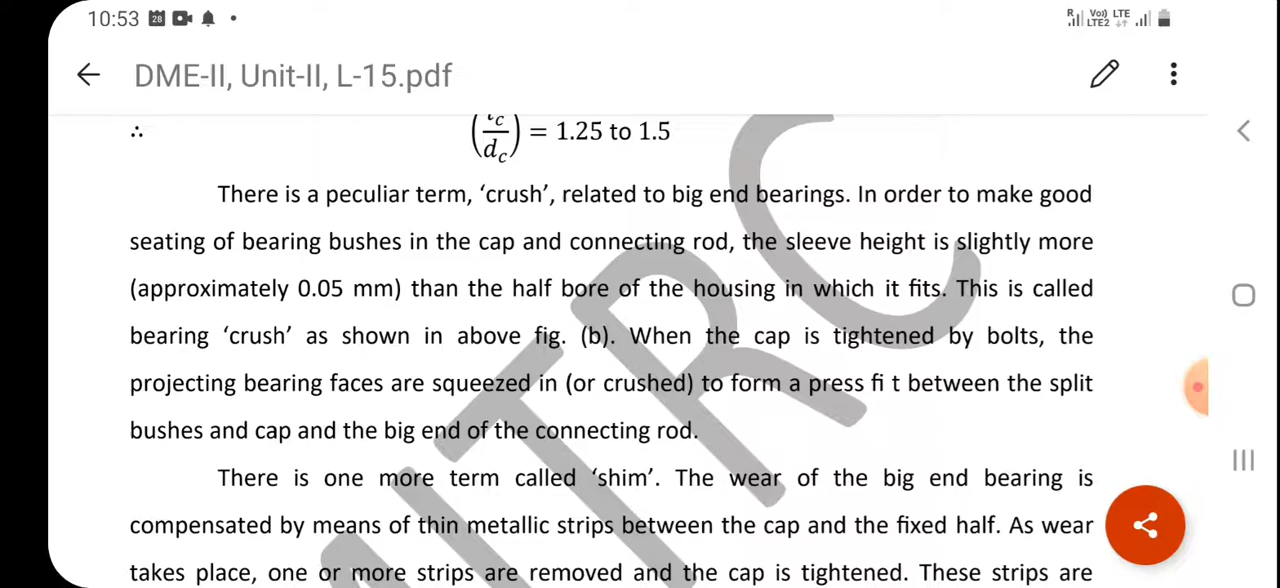 10:53
28
R Vo)) LTE
LTE2
DME-II, Unit-II, L-15.pdf
∴ (ℓc/dc) = 1.25 to 1.5
There is a peculiar term, ‘crush’, related to big end bearings. In order to make good
seating of bearing bushes in the cap and connecting rod, the sleeve height is slightly more
(approximately 0.05 mm) than the half bore of the housing in which it fits. This is called
bearing ‘crush’ as shown in above fig. (b). When the cap is tightened by bolts, the
projecting bearing faces are squeezed in (or crushed) to form a press fi t between the split
bushes and cap and the big end of the connecting rod.
There is one more term called ‘shim’. The wear of the big end bearing is
compensated by means of thin metallic strips between the cap and the fixed half. As wear
takes place, one or more strips are removed and the cap is tightened. These strips are
MITRC